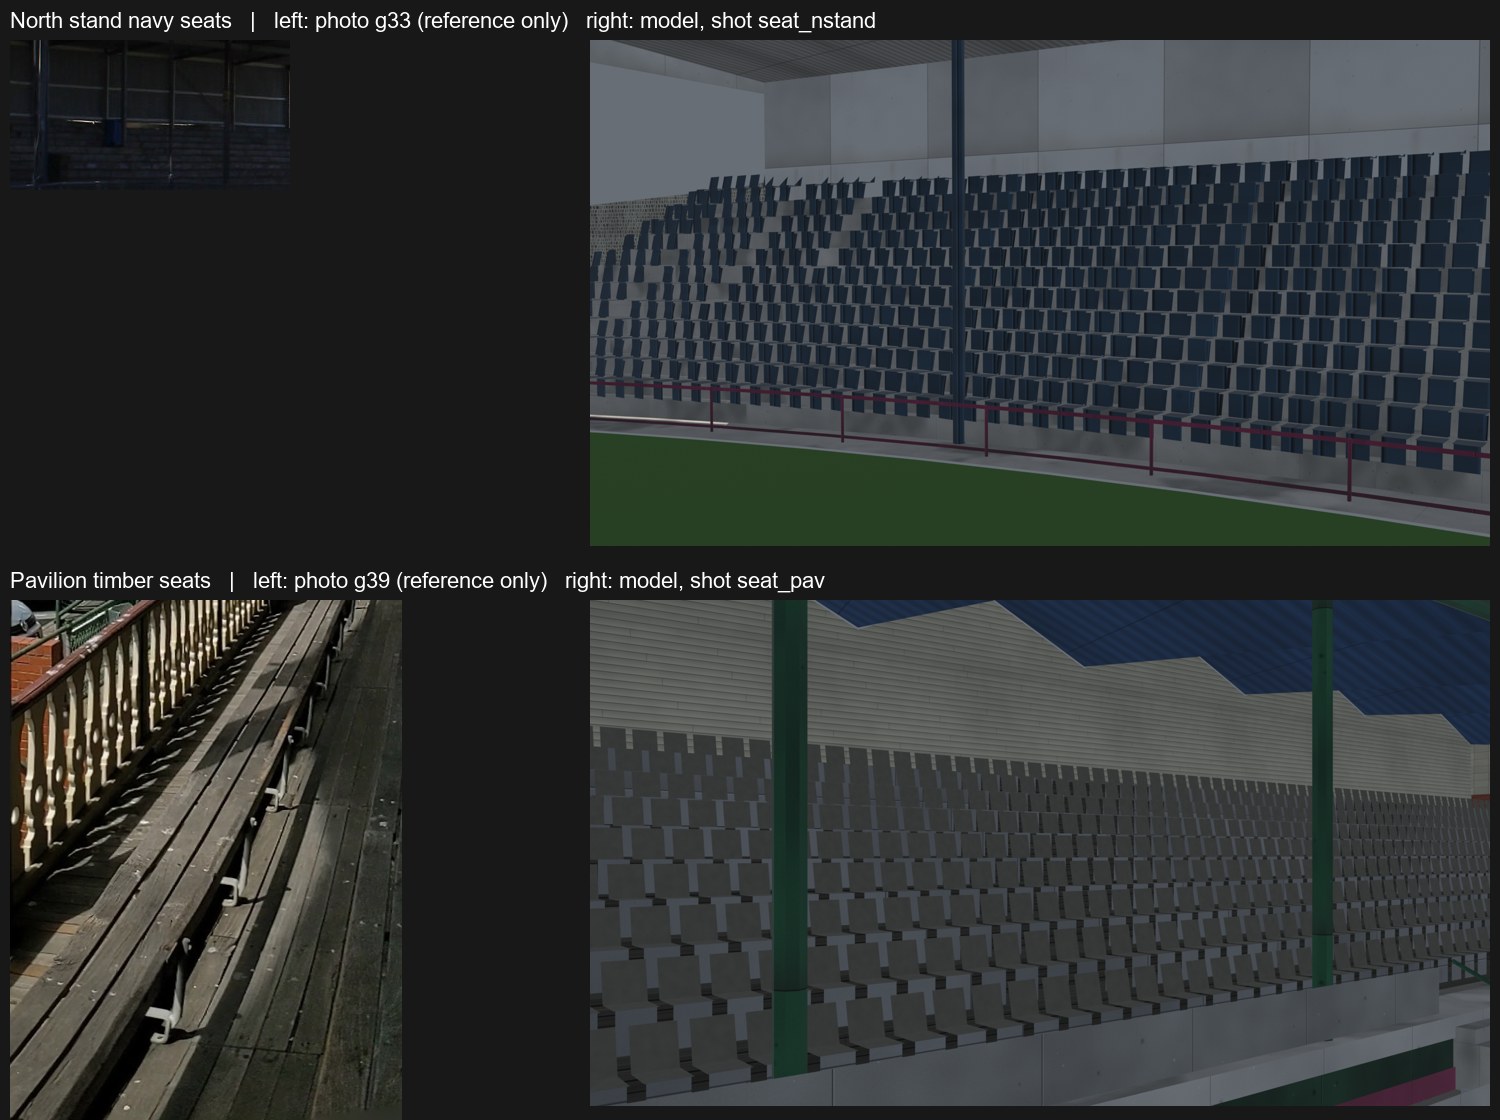 North stand navy seats | left: photo g33 (reference only) right: model, shot seat_nstand
Pavilion timber seats | left: photo g39 (reference only) right: model, shot seat_pav